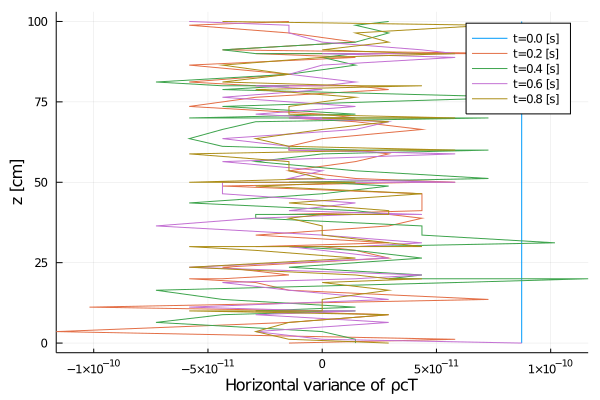 100
75
50
25
0
z [cm]
t=0.0 [s]
t=0.2 [s]
t=0.4 [s]
t=0.6 [s]
t=0.8 [s]
−1×10⁻¹⁰ −5×10⁻¹¹ 0 5×10⁻¹¹ 1×10⁻¹⁰
Horizontal variance of ρcT